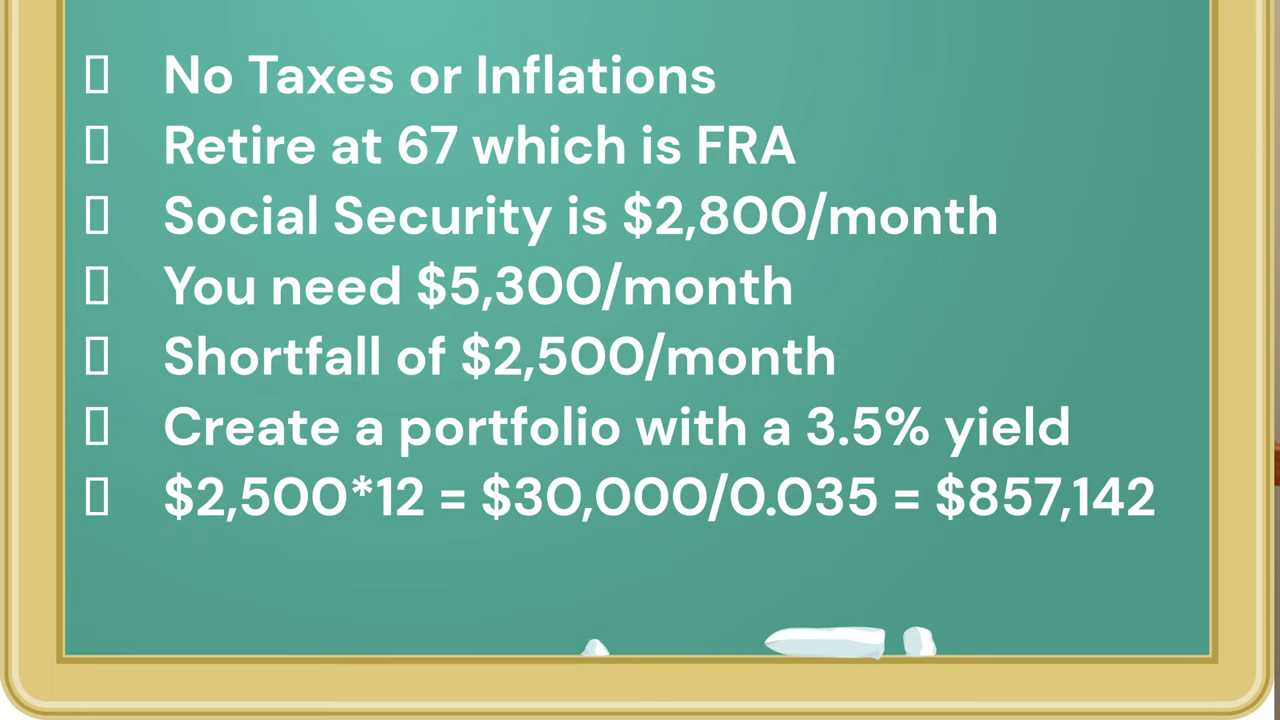 No Taxes or Inflations
Retire at 67 which is FRA
Social Security is $2,800/month
You need $5,300/month
Shortfall of $2,500/month
Create a portfolio with a 3.5% yield
$2,500*12 = $30,000/0.035 = $857,142